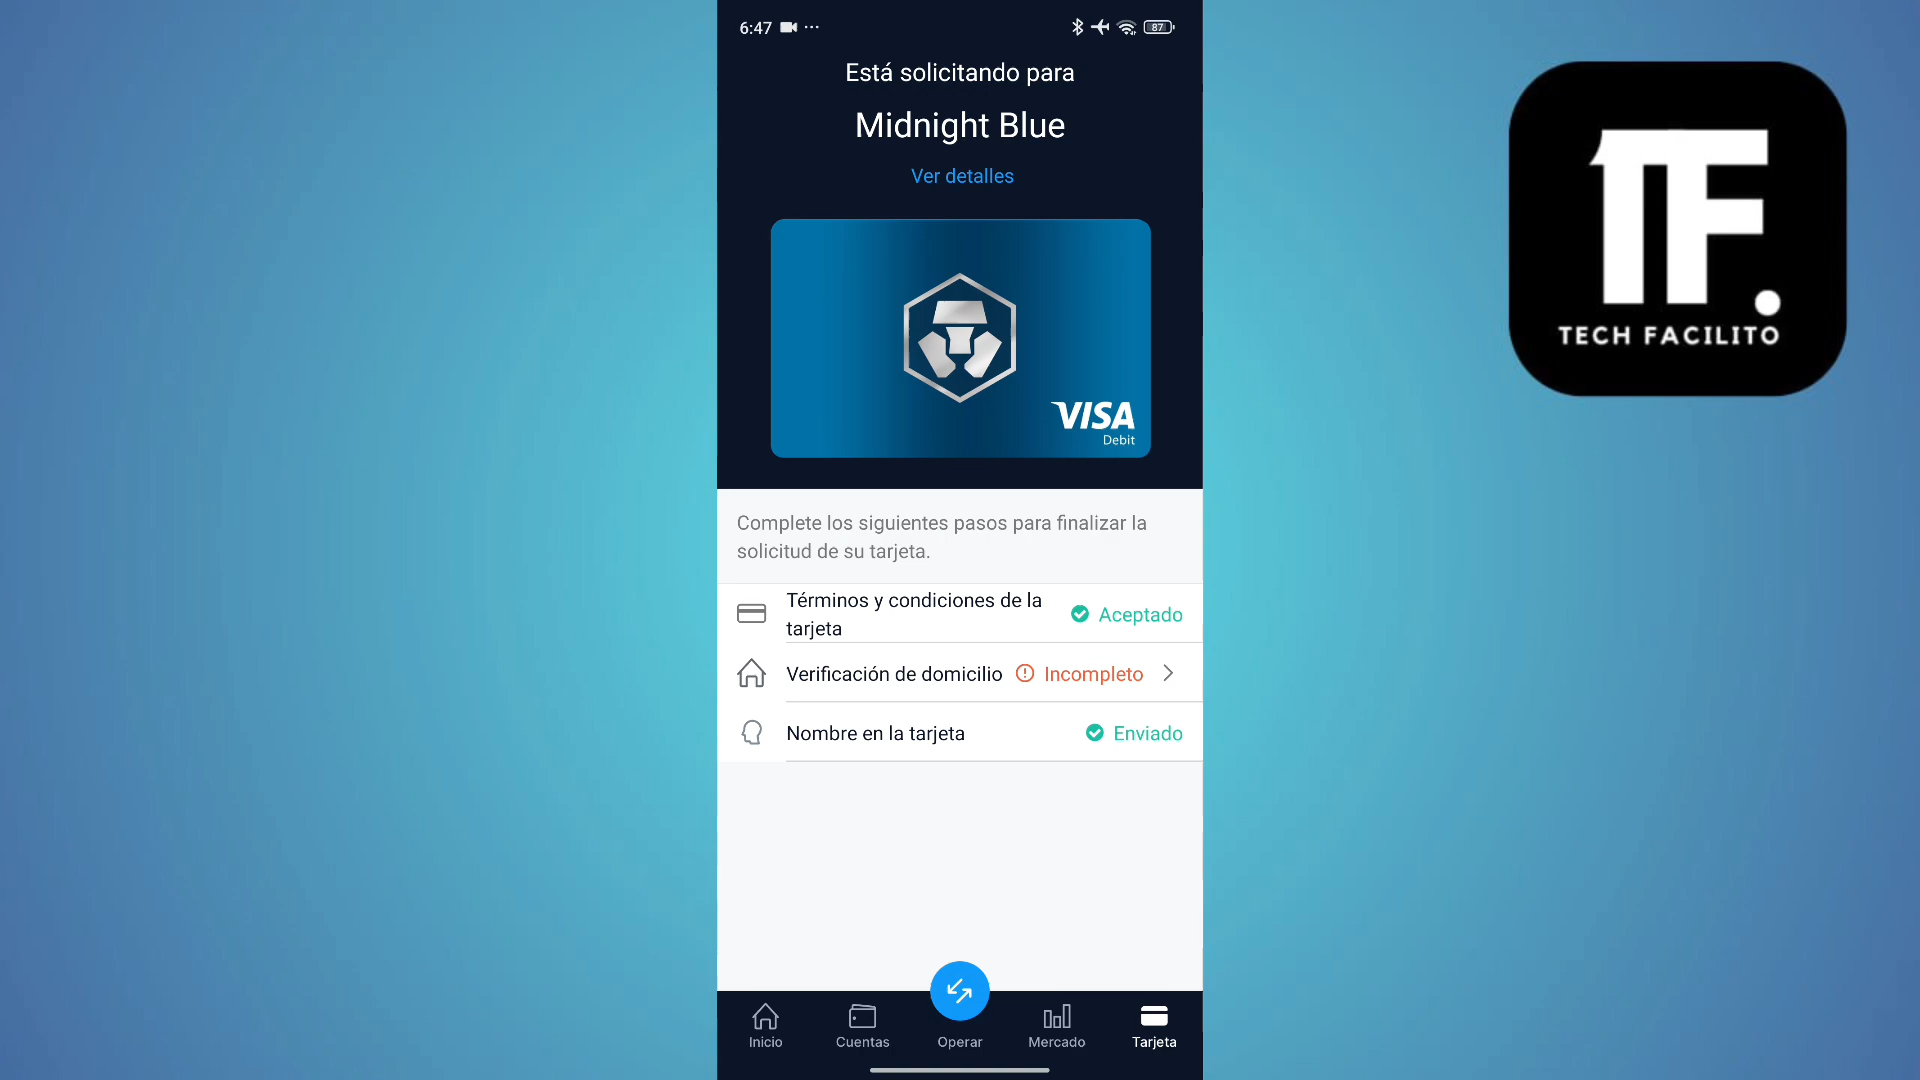 6:47
87
Está solicitando para
Midnight Blue
Ver detalles
VISA
Debit
TF.
TECH FACILITO
Complete los siguientes pasos para finalizar la
solicitud de su tarjeta.
Términos y condiciones de la
tarjeta
Aceptado
Verificación de domicilio
Incompleto
Nombre en la tarjeta
Enviado
Inicio
Cuentas
Operar
Mercado
Tarjeta